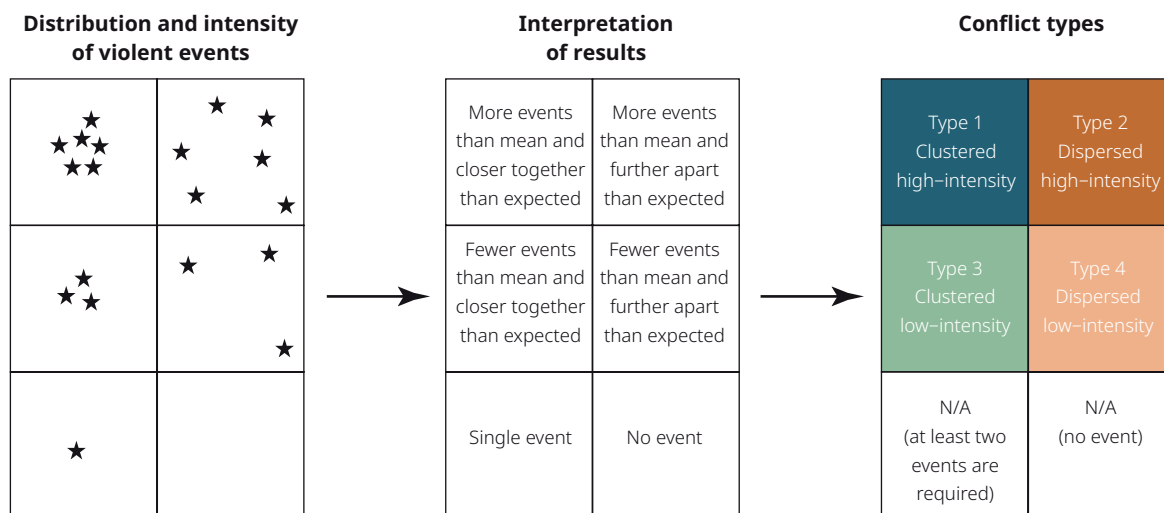 Distribution and intensity
of violent events
Interpretation
of results
Conflict types
More events
than mean and
closer together
than expected
More events
than mean and
further apart
than expected
Type 1
Clustered
high–intensity
Type 2
Dispersed
high–intensity
Fewer events
than mean and
closer together
than expected
Fewer events
than mean and
further apart
than expected
Type 3
Clustered
low–intensity
Type 4
Dispersed
low–intensity
Single event
No event
N/A
(at least two
events are
required)
N/A
(no event)